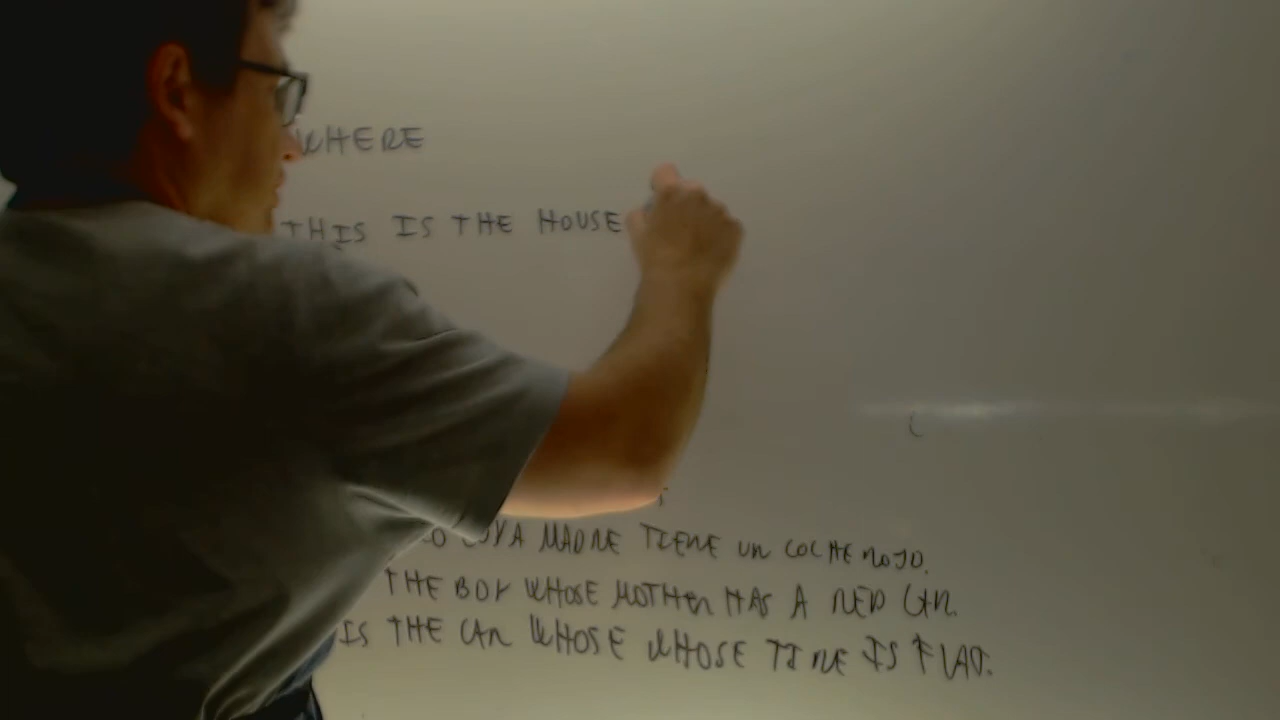 WHERE
THIS IS THE HOUSE
CUYA MADRE TIENE UN COCHE ROJO.
THE BOY WHOSE MOTHER HAS A RED CAR.
IS THE CAR WHOSE WHOSE TIRE IS FLAT.